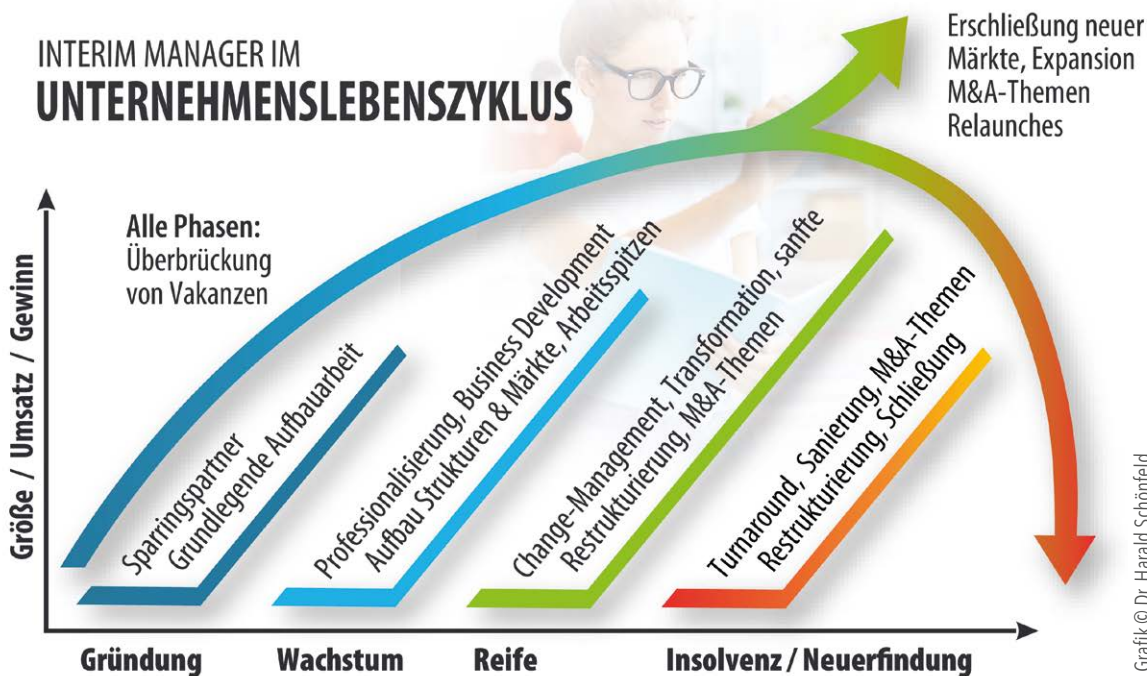 INTERIM MANAGER IM
UNTERNEHMENSLEBENSZYKLUS
Erschließung neuer
Märkte, Expansion
M&A-Themen
Relaunches
Alle Phasen:
Überbrückung
von Vakanzen
Größe / Umsatz / Gewinn
Sparringspartner
Grundlegende Aufbauarbeit
Professionalisierung, Business Development
Aufbau Strukturen & Märkte, Arbeitsspitzen
Change-Management, Transformation, sanfte
Restrukturierung, M&A-Themen
Turnaround, Sanierung, M&A-Themen
Restrukturierung, Schließung
Gründung
Wachstum
Reife
Insolvenz / Neuerfindung
Grafik © Dr. Harald Schönfeld